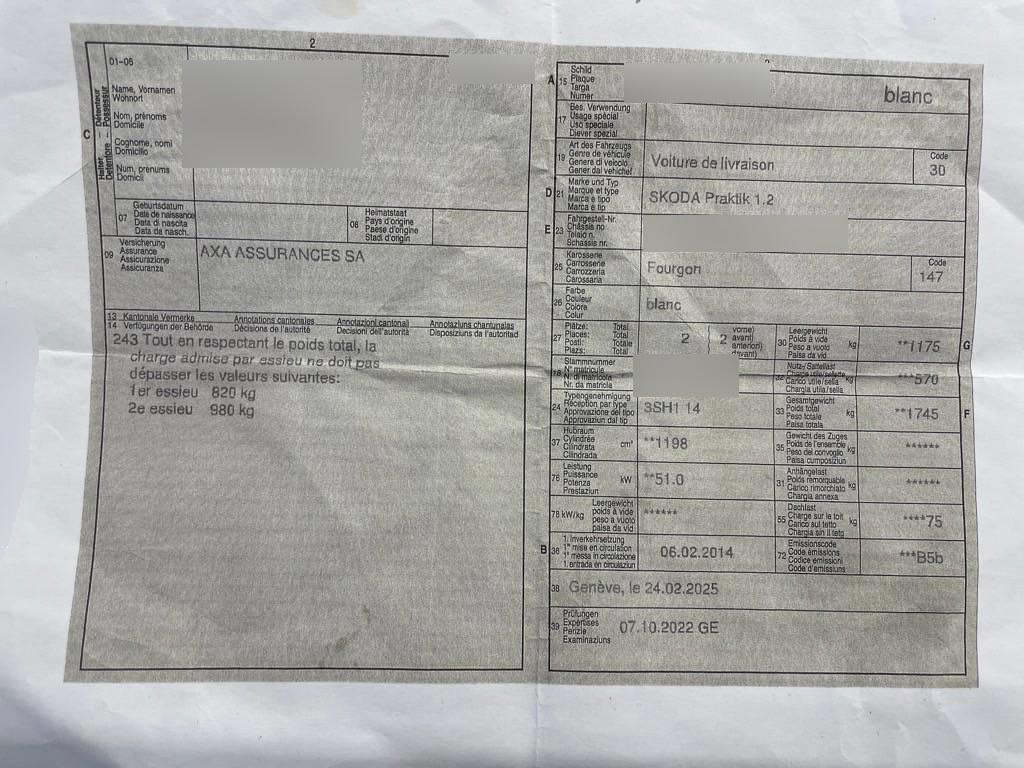 2
01-06
C
Halter – Détenteur
Detentore – Possessur
Name, Vornamen
Wohnort
Nom, prénoms
Domicile
Cognome, nomi
Domicilio
Num, prenums
Domicil
07
Geburtsdatum
Date de naissance
Data di nascita
Data da nasch.
08
Heimatstaat
Pays d'origine
Paese d'origine
Stadi d'origin
09
Versicherung
Assurance
Assicurazione
Assicuranza
AXA ASSURANCES SA
13 Kantonale Vermerke Annotations cantonales Annotazioni cantonali Annotaziuns chantunalas
14 Verfügungen der Behörde Décisions de l'autorité Decisioni dell'autorità Disposiziuns da l'autoritad
243 Tout en respectant le poids total, la
charge admise par essieu ne doit pas
dépasser les valeurs suivantes:
1er essieu 820 kg
2e essieu 980 kg
A 15
Schild
Plaque
Targa
Numer
blanc
17
Bes. Verwendung
Usage spécial
Uso speciale
Diever spezial
19
Art des Fahrzeugs
Genre de véhicule
Genere di veicolo
Gener dal vehichel
Voiture de livraison
Code
30
D 21
Marke und Typ
Marque et type
Marca e tipo
Marca e tip
SKODA Praktik 1.2
E 23
Fahrgestell-Nr.
Châssis no
Telaio n.
Schassis nr.
25
Karosserie
Carrosserie
Carrozzeria
Carossaria
Fourgon
Code
147
26
Farbe
Couleur
Colore
Colur
blanc
27
Plätze: Total
Places: Total
Posti: Totale
Plazs: Total
2
2
vorne)
avant)
anteriori)
davant)
30
Leergewicht
Poids à vide
Peso a vuoto
Paisa da vid
kg
**1175
G
18
Stammnummer
N° matricule
N. di matricola
Nr. da matricla
32
Nutz-/Sattellast
Charge utile/sellette
Carico utile/sella
Chargia utila/sella
kg
***570
24
Typengenehmigung
Réception par type
Approvazione del tipo
Approvaziun dal tip
3SH1 14
33
Gesamtgewicht
Poids total
Peso totale
Paisa totala
kg
**1745
F
37
Hubraum
Cylindrée
Cilindrata
Cilindrada
cm³
**1198
35
Gewicht des Zuges
Poids de l'ensemble
Peso del convoglio
Paisa cumposiziun
kg
******
76
Leistung
Puissance
Potenza
Prestaziun
kW
**51.0
31
Anhängelast
Poids remorquable
Carico rimorchiato
Chargia annexa
kg
******
78 kW/kg
Leergewicht
poids à vide
peso a vuoto
paisa da vid
******
55
Dachlast
Charge sur le toit
Carico sul tetto
Chargia sin il tetg
kg
****75
B 36
1. Inverkehrsetzung
1re mise en circulation
1a messa in circolazione
1. entrada en circulaziun
06.02.2014
72
Emissionscode
Code émissions
Codice emissioni
Code d'emissiuns
***B5b
38 Genève, le 24.02.2025
39
Prüfungen
Expertises
Perizie
Examinaziuns
07.10.2022 GE